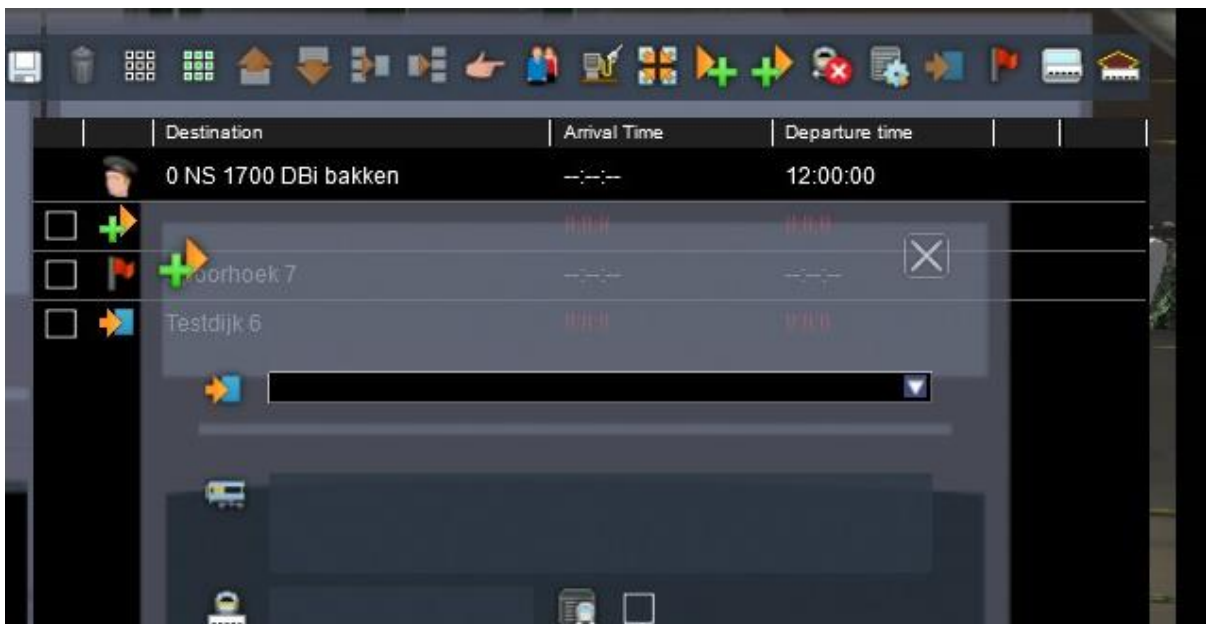 Destination Arrival Time Departure time
0 NS 1700 DBi bakken --:--:-- 12:00:00
oorhoek 7 --:--:-- --:--:--
Testdijk 6